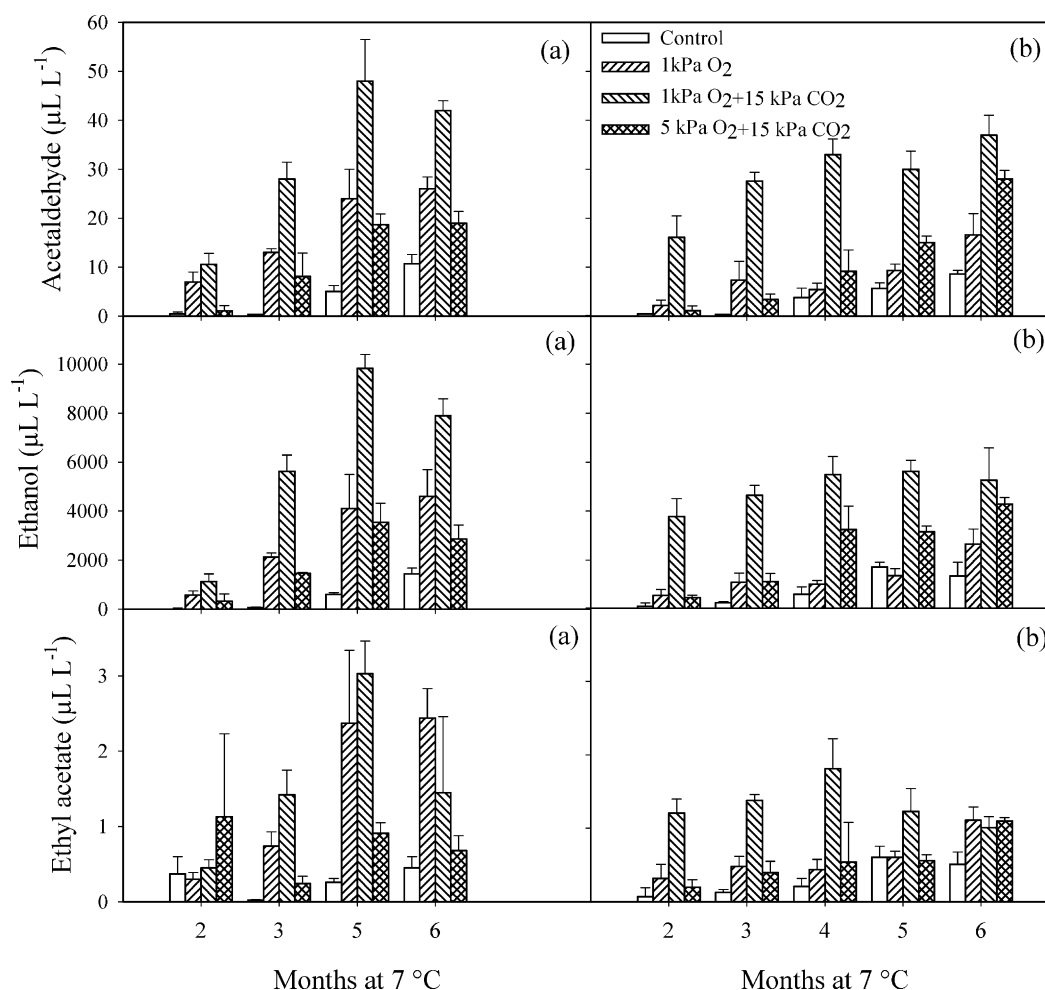 Acetaldehyde (µL L⁻¹)
60
50
40
30
20
10
0
(a)
(b)
Control
1kPa O₂
1kPa O₂+15 kPa CO₂
5 kPa O₂+15 kPa CO₂
Ethanol (µL L⁻¹)
10000
8000
6000
4000
2000
0
(a)
(b)
Ethyl acetate (µL L⁻¹)
3
2
1
0
(a)
(b)
2 3 5 6
2 3 4 5 6
Months at 7 °C
Months at 7 °C